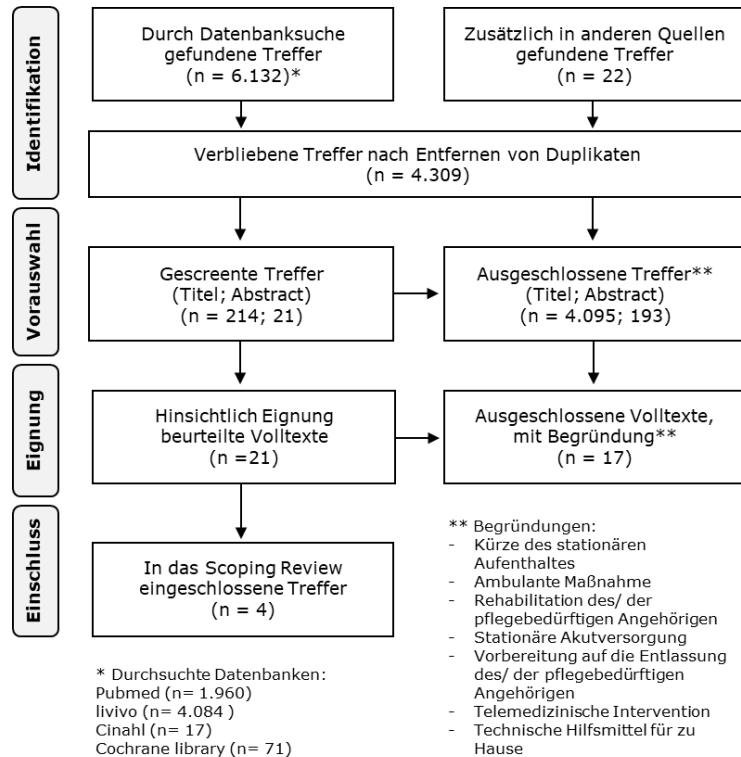 Identifikation
Durch Datenbanksuche
gefundene Treffer
(n = 6.132)*
Zusätzlich in anderen Quellen
gefundene Treffer
(n = 22)
Verbliebene Treffer nach Entfernen von Duplikaten
(n = 4.309)
Vorauswahl
Gescreente Treffer
(Titel; Abstract)
(n = 214; 21)
Ausgeschlossene Treffer**
(Titel; Abstract)
(n = 4.095; 193)
Eignung
Hinsichtlich Eignung
beurteilte Volltexte
(n =21)
Ausgeschlossene Volltexte,
mit Begründung**
(n = 17)
Einschluss
In das Scoping Review
eingeschlossene Treffer
(n = 4)
* Durchsuchte Datenbanken:
Pubmed (n= 1.960)
livivo (n= 4.084 )
Cinahl (n= 17)
Cochrane library (n= 71)
** Begründungen:
- Kürze des stationären
Aufenthaltes
- Ambulante Maßnahme
- Rehabilitation des/ der
pflegebedürftigen Angehörigen
- Stationäre Akutversorgung
- Vorbereitung auf die Entlassung
des/ der pflegebedürftigen
Angehörigen
- Telemedizinische Intervention
- Technische Hilfsmittel für zu
Hause